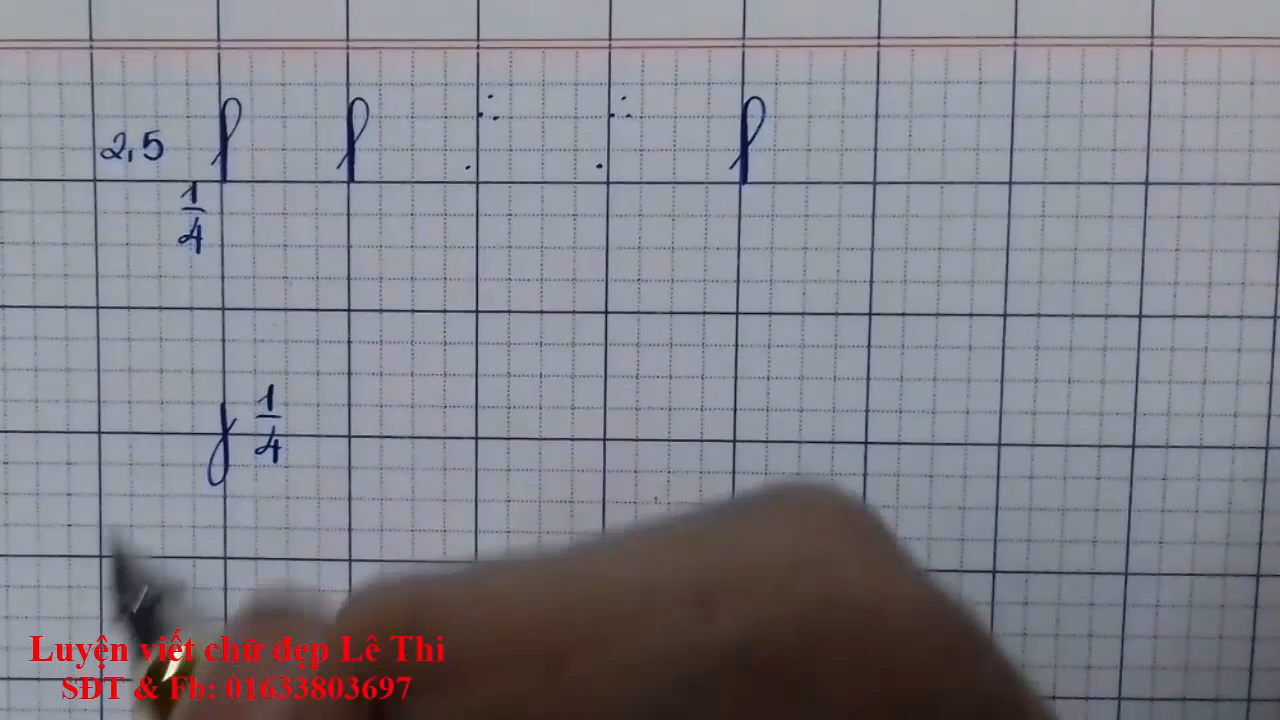 2,5
1/4
1/4
Luyện viết chữ đẹp Lê Thi
SĐT & Fb: 01633803697